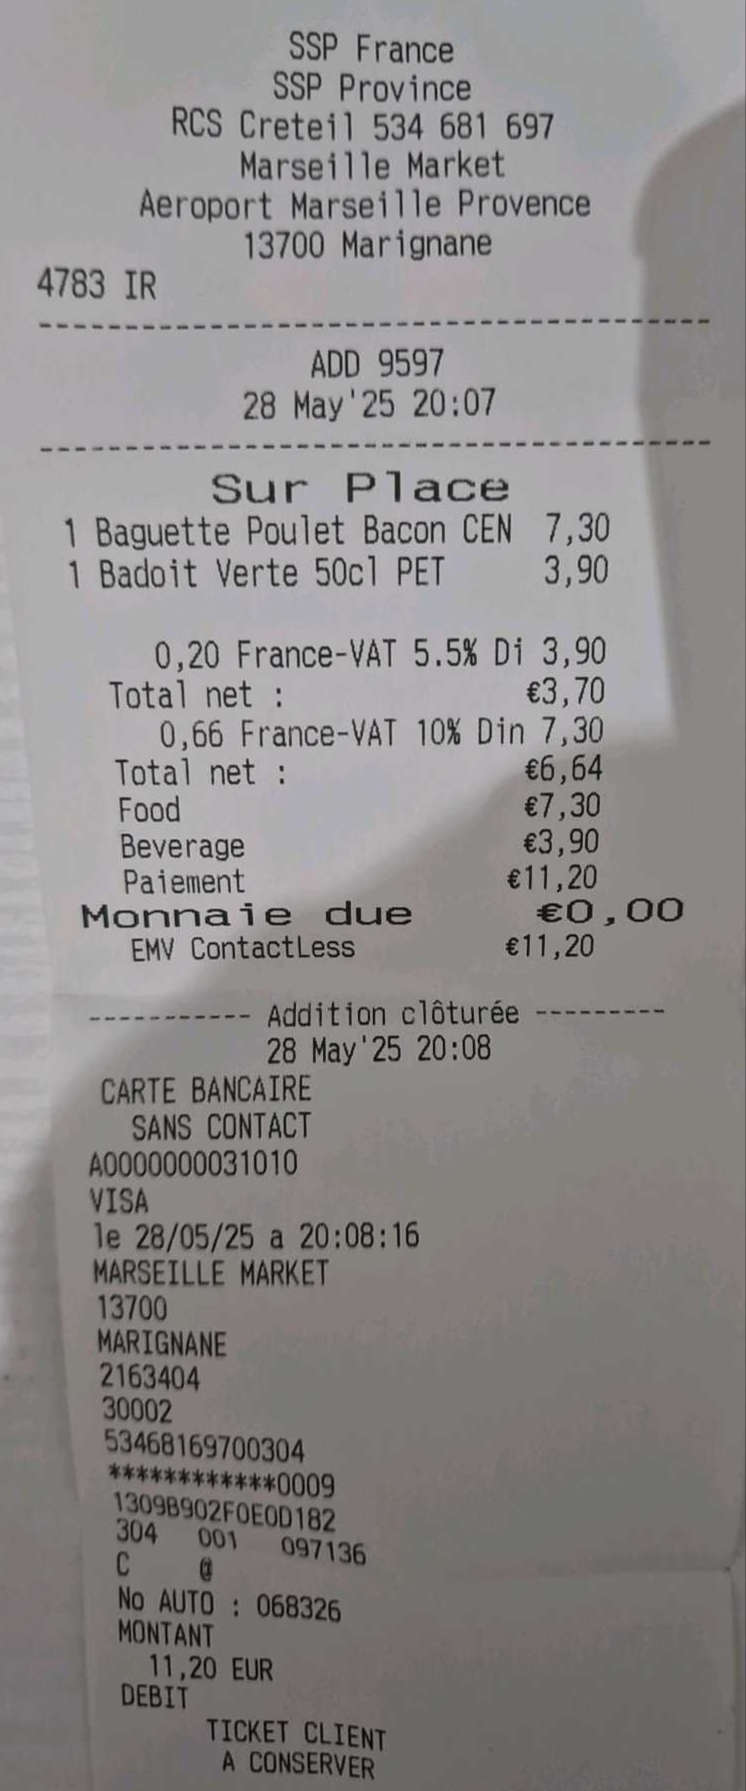 SSP France
SSP Province
RCS Creteil 534 681 697
Marseille Market
Aeroport Marseille Provence
13700 Marignane
4783 IR
ADD 9597
28 May'25 20:07
Sur Place
1 Baguette Poulet Bacon CEN 7,30
1 Badoit Verte 50cl PET 3,90
0,20 France-VAT 5.5% Di 3,90
Total net : €3,70
0,66 France-VAT 10% Din 7,30
Total net : €6,64
Food €7,30
Beverage €3,90
Paiement €11,20
Monnaie due €0,00
EMV ContactLess €11,20
----------- Addition clôturée ---------
28 May'25 20:08
CARTE BANCAIRE
SANS CONTACT
A0000000031010
VISA
le 28/05/25 a 20:08:16
MARSEILLE MARKET
13700
MARIGNANE
2163404
30002
53468169700304
************0009
1309B902F0E0D182
304 001 097136
C @
No AUTO : 068326
MONTANT
11,20 EUR
DEBIT
TICKET CLIENT
A CONSERVER